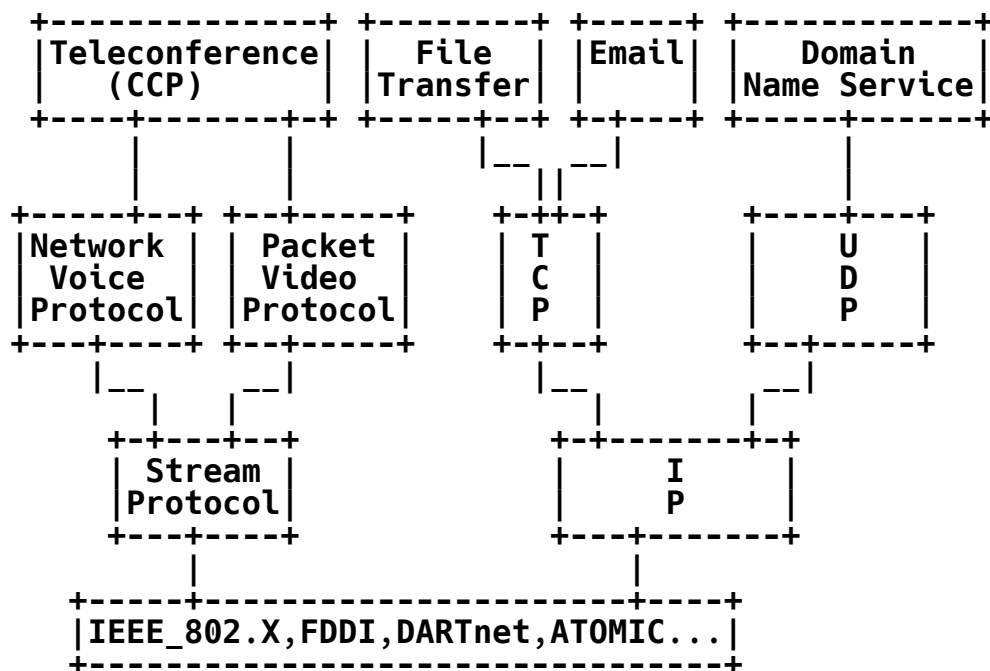 Teleconference File Email Domain
(CCP) Transfer Name Service
Network Packet T U
Voice Video C D
Protocol Protocol P P
Stream I
Protocol P
IEEE_802.X,FDDI,DARTnet,ATOMIC...